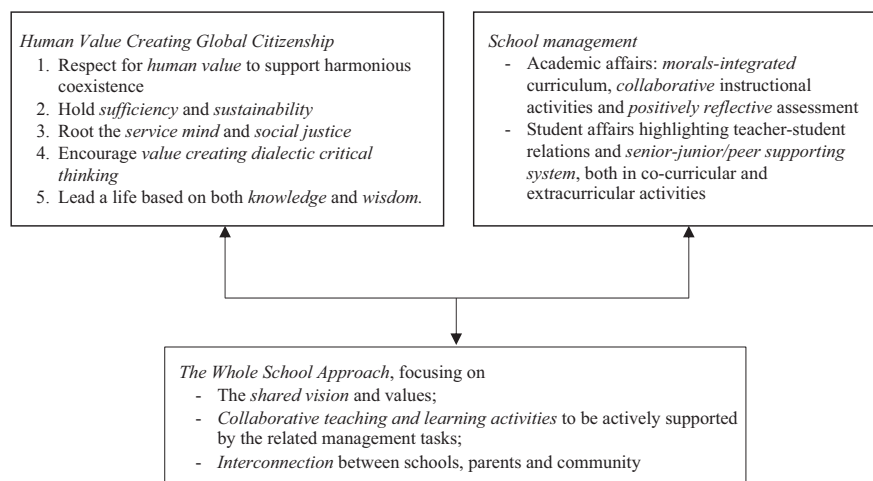 Human Value Creating Global Citizenship
1. Respect for human value to support harmonious
coexistence
2. Hold sufficiency and sustainability
3. Root the service mind and social justice
4. Encourage value creating dialectic critical
thinking
5. Lead a life based on both knowledge and wisdom.
School management
- Academic affairs: morals-integrated
curriculum, collaborative instructional
activities and positively reflective assessment
- Student affairs highlighting teacher-student
relations and senior-junior/peer supporting
system, both in co-curricular and
extracurricular activities
The Whole School Approach, focusing on
- The shared vision and values;
- Collaborative teaching and learning activities to be actively supported
by the related management tasks;
- Interconnection between schools, parents and community